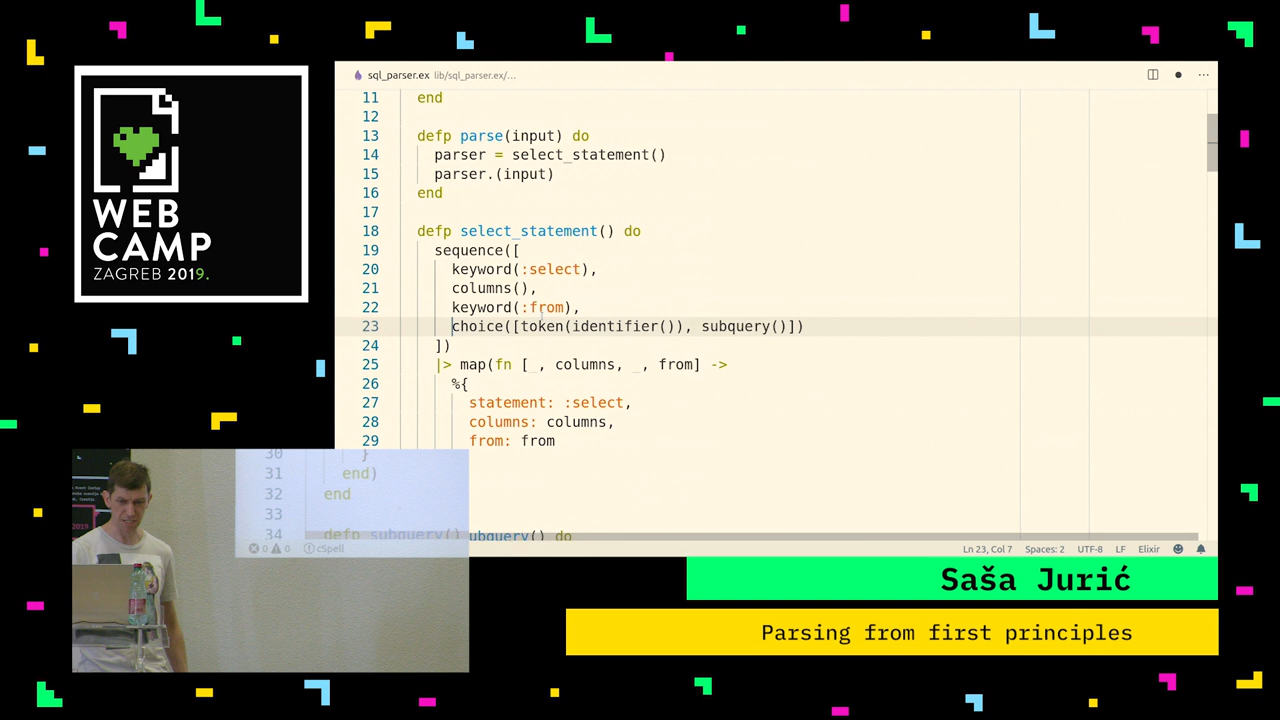 WEB
CAMP
ZAGREB 2019.
sql_parser.ex lib/sql_parser.ex/...
11 end
12
13 defp parse(input) do
14 parser = select_statement()
15 parser.(input)
16 end
17
18 defp select_statement() do
19 sequence([
20 keyword(:select),
21 columns(),
22 keyword(:from),
23 choice([token(identifier()), subquery()])
24 ])
25 |> map(fn [_, columns, _, from] ->
26 %{
27 statement: :select,
28 columns: columns,
29 from: from
30 }
31 end)
32 end
33
34 defp subquery() do
0 0 cSpell
Ln 23, Col 7 Spaces: 2 UTF-8 LF Elixir
Saša Jurić
Parsing from first principles